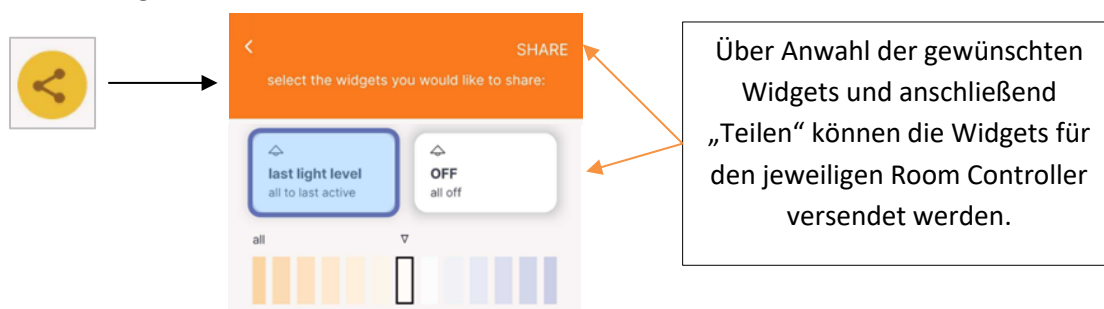 SHARE
select the widgets you would like to share:
last light level
all to last active
OFF
all off
all
Über Anwahl der gewünschten
Widgets und anschließend
„Teilen“ können die Widgets für
den jeweiligen Room Controller
versendet werden.